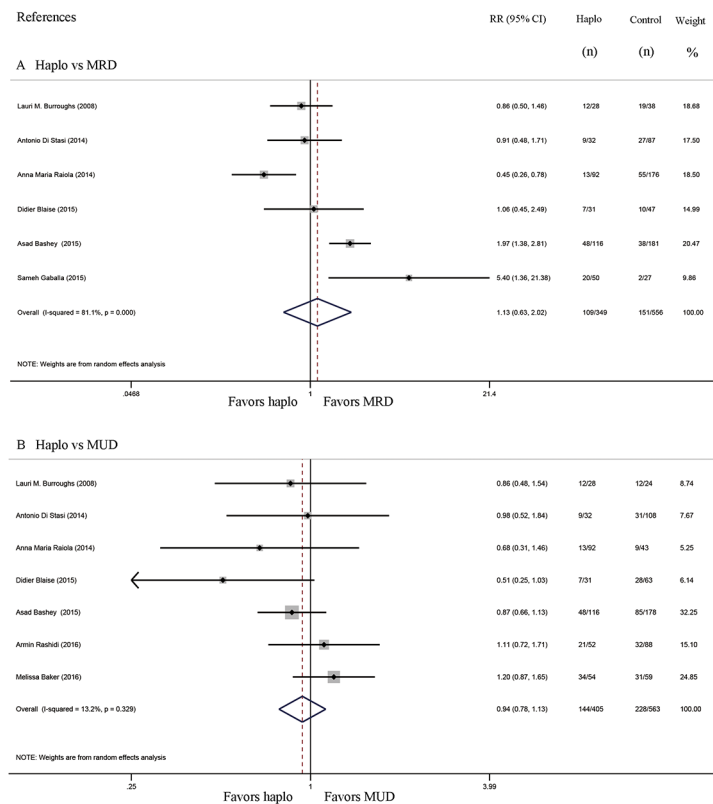 References RR (95% CI) Haplo Control Weight
(n) (n) %
A Haplo vs MRD
Lauri M. Burroughs (2008) 0.86 (0.50, 1.46) 12/28 19/38 18.68
Antonio Di Stasi (2014) 0.91 (0.48, 1.71) 9/32 27/87 17.50
Anna Maria Raiola (2014) 0.45 (0.26, 0.78) 13/92 55/176 18.50
Didier Blaise (2015) 1.06 (0.45, 2.49) 7/31 10/47 14.99
Asad Bashey (2015) 1.97 (1.38, 2.81) 48/116 38/181 20.47
Sameh Gaballa (2015) 5.40 (1.36, 21.38) 20/50 2/27 9.86
Overall (I-squared = 81.1%, p = 0.000) 1.13 (0.63, 2.02) 109/349 151/556 100.00
NOTE: Weights are from random effects analysis
.0468 1 21.4
Favors haplo Favors MRD
B Haplo vs MUD
Lauri M. Burroughs (2008) 0.86 (0.48, 1.54) 12/28 12/24 8.74
Antonio Di Stasi (2014) 0.98 (0.52, 1.84) 9/32 31/108 7.67
Anna Maria Raiola (2014) 0.68 (0.31, 1.46) 13/92 9/43 5.25
Didier Blaise (2015) 0.51 (0.25, 1.03) 7/31 28/63 6.14
Asad Bashey (2015) 0.87 (0.66, 1.13) 48/116 85/178 32.25
Armin Rashidi (2016) 1.11 (0.72, 1.71) 21/52 32/88 15.10
Melissa Baker (2016) 1.20 (0.87, 1.65) 34/54 31/59 24.85
Overall (I-squared = 13.2%, p = 0.329) 0.94 (0.78, 1.13) 144/405 228/563 100.00
NOTE: Weights are from random effects analysis
.25 1 3.99
Favors haplo Favors MUD